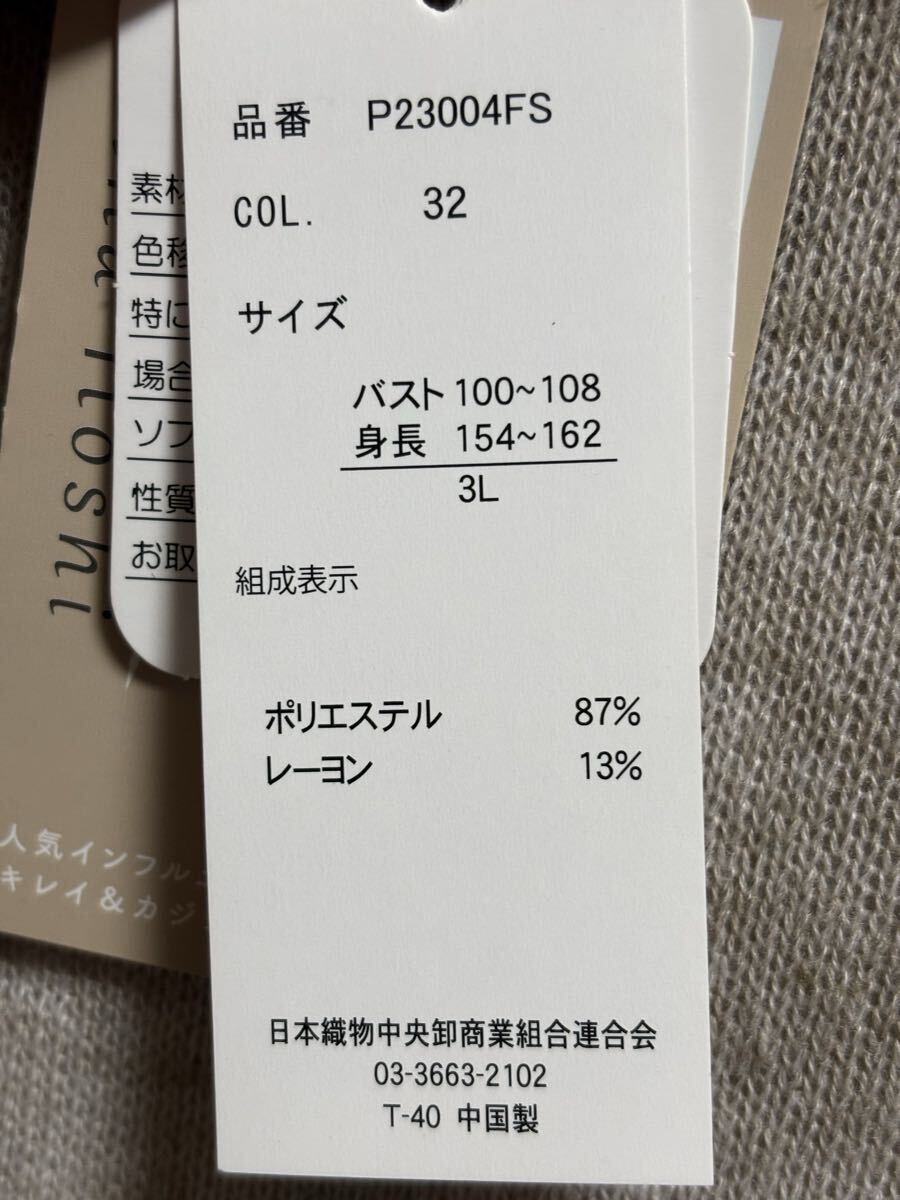 品番 P23004FS
COL. 32
サイズ
バスト 100~108
身長 154~162
3L
組成表示
ポリエステル 87%
レーヨン 13%
日本織物中央卸商業組合連合会
03-3663-2102
T-40 中国製
素材
色移
特に
場合
ソフ
性質
お取
noshi
人気インフル
キレイ&カジ